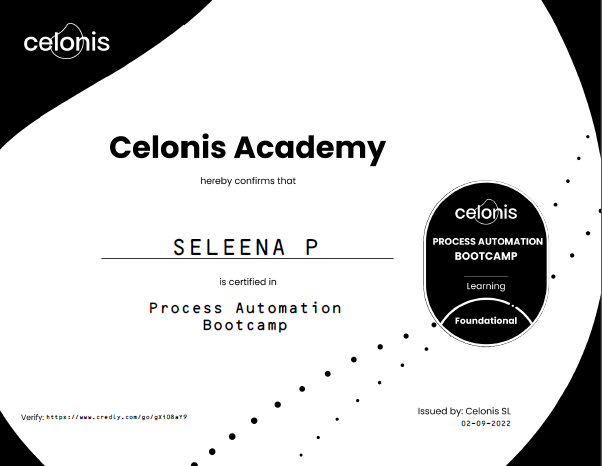 celonis
Celonis Academy
hereby confirms that
SELEENA P
is certified in
Process Automation
Bootcamp
celonis
PROCESS AUTOMATION
BOOTCAMP
Learning
Foundational
Verify: https://www.credly.com/go/gXiO8aY9
Issued by: Celonis SL
02-09-2022